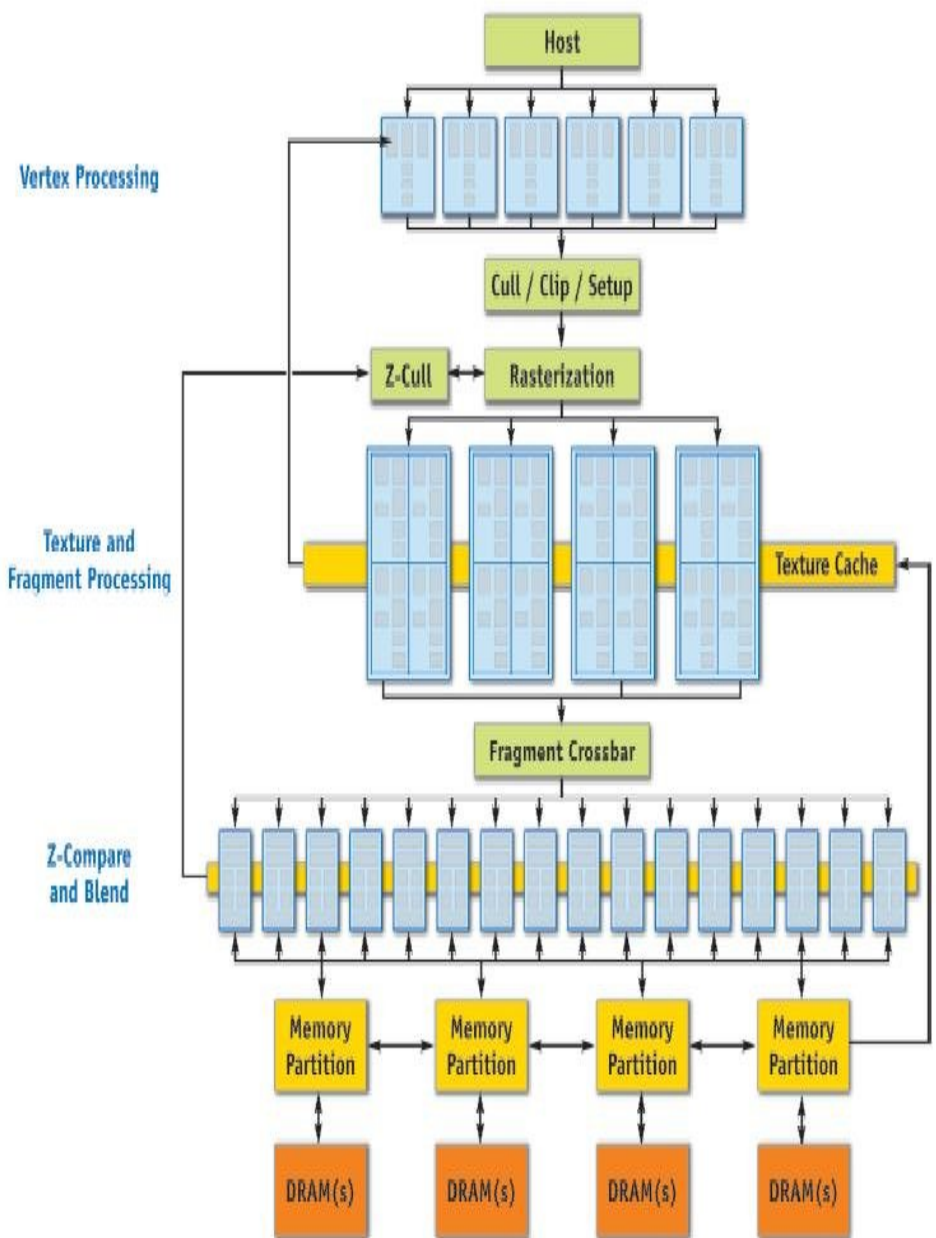 Host
Vertex Processing
Cull / Clip / Setup
Z-Cull
Rasterization
Texture and
Fragment Processing
Texture Cache
Fragment Crossbar
Z-Compare
and Blend
Memory
Partition
Memory
Partition
Memory
Partition
Memory
Partition
DRAM(s)
DRAM(s)
DRAM(s)
DRAM(s)